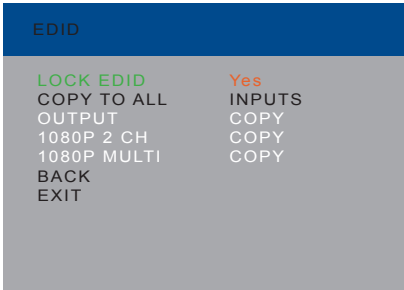 EDID
LOCK EDID Yes
COPY TO ALL INPUTS
OUTPUT COPY
1080P 2 CH COPY
1080P MULTI COPY
BACK
EXIT